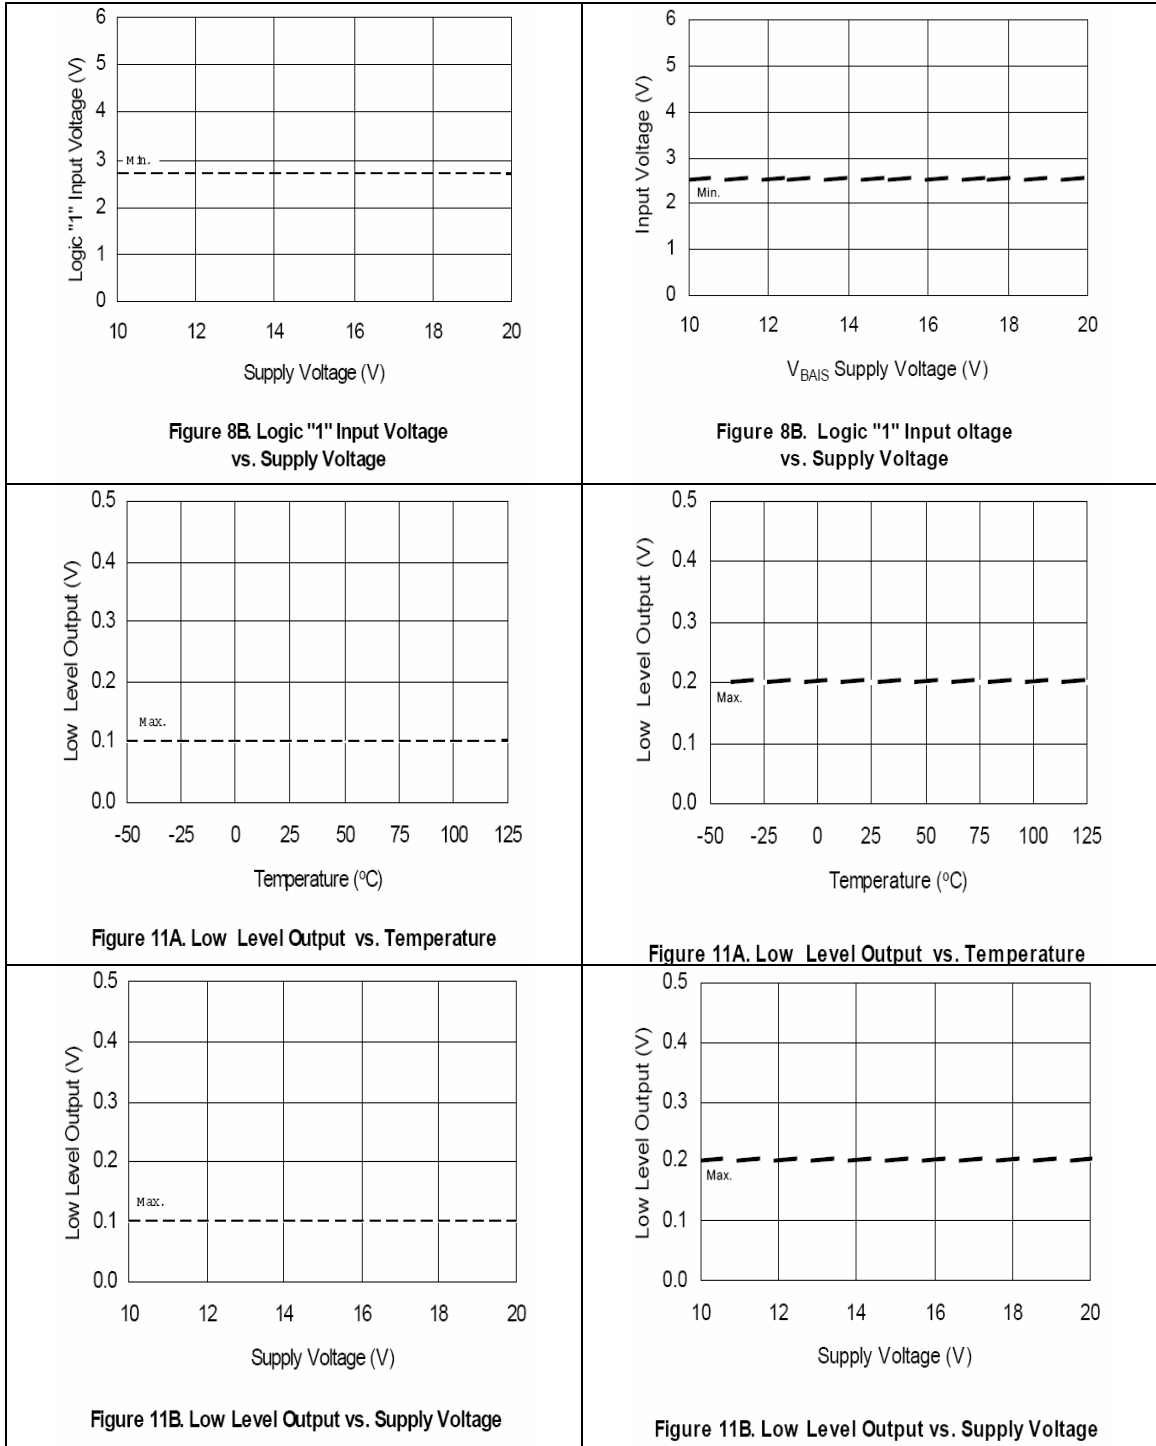 6
5
4
3
2
1
0
Logic "1" Input Voltage (V)
Min.
10 12 14 16 18 20
Supply Voltage (V)
Figure 8B. Logic "1" Input Voltage
vs. Supply Voltage
6
5
4
3
2
1
0
Input Voltage (V)
Min.
10 12 14 16 18 20
VBAIS Supply Voltage (V)
Figure 8B. Logic "1" Input oltage
vs. Supply Voltage
0.5
0.4
0.3
0.2
0.1
0.0
Low Level Output (V)
Max.
-50 -25 0 25 50 75 100 125
Temperature (ºC)
Figure 11A. Low Level Output vs. Temperature
0.5
0.4
0.3
0.2
0.1
0.0
Low Level Output (V)
Max.
-50 -25 0 25 50 75 100 125
Temperature (ºC)
Figure 11A. Low Level Output vs. Temperature
0.5
0.4
0.3
0.2
0.1
0.0
Low Level Output (V)
Max.
10 12 14 16 18 20
Supply Voltage (V)
Figure 11B. Low Level Output vs. Supply Voltage
0.5
0.4
0.3
0.2
0.1
0.0
Low Level Output (V)
Max.
10 12 14 16 18 20
Supply Voltage (V)
Figure 11B. Low Level Output vs. Supply Voltage